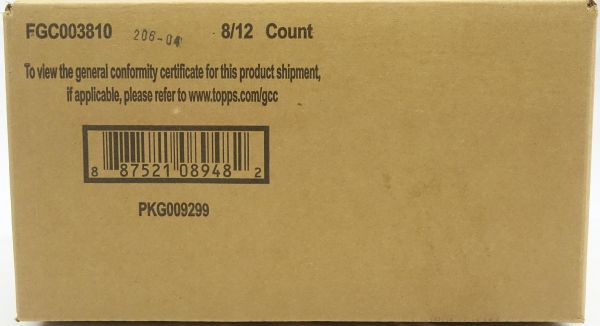 FGC003810 206-04 8/12 Count
To view the general conformity certificate for this product shipment,
if applicable, please refer to www.topps.com/gcc
8 87521 08948 2
PKG009299